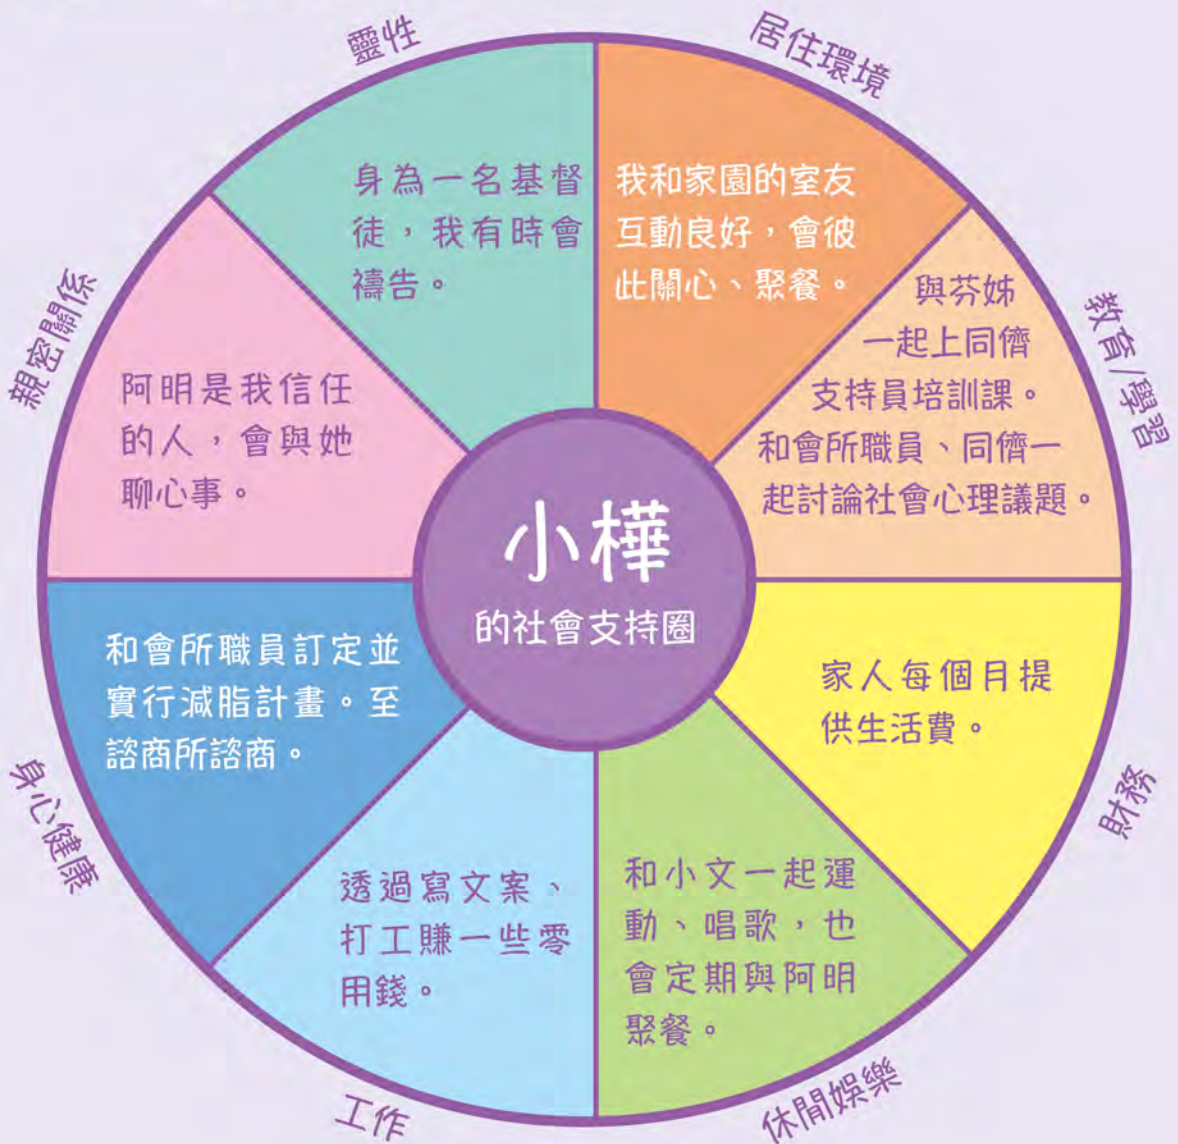 小樺
的社會支持圈
居住環境
我和家園的室友
互動良好，會彼
此關心、聚餐。
教育/學習
與芬姊
一起上同儕
支持員培訓課。
和會所職員、同儕一
起討論社會心理議題。
財務
家人每個月提
供生活費。
休閒娛樂
和小文一起運
動、唱歌，也
會定期與阿明
聚餐。
工作
透過寫文案、
打工賺一些零
用錢。
身心健康
和會所職員訂定並
實行減脂計畫。至
諮商所諮商。
親密關係
阿明是我信任
的人，會與她
聊心事。
靈性
身為一名基督
徒，我有時會
禱告。